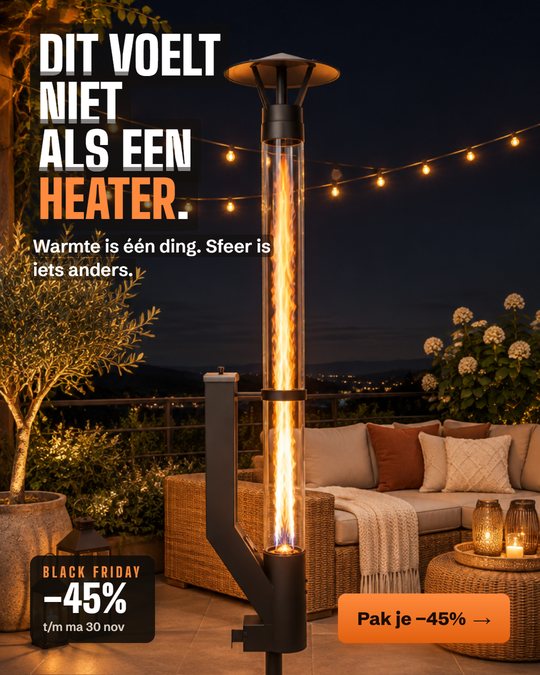 DIT VOELT
NIET
ALS EEN
HEATER.
Warmte is één ding. Sfeer is
iets anders.
BLACK FRIDAY
−45%
t/m ma 30 nov
Pak je −45% →